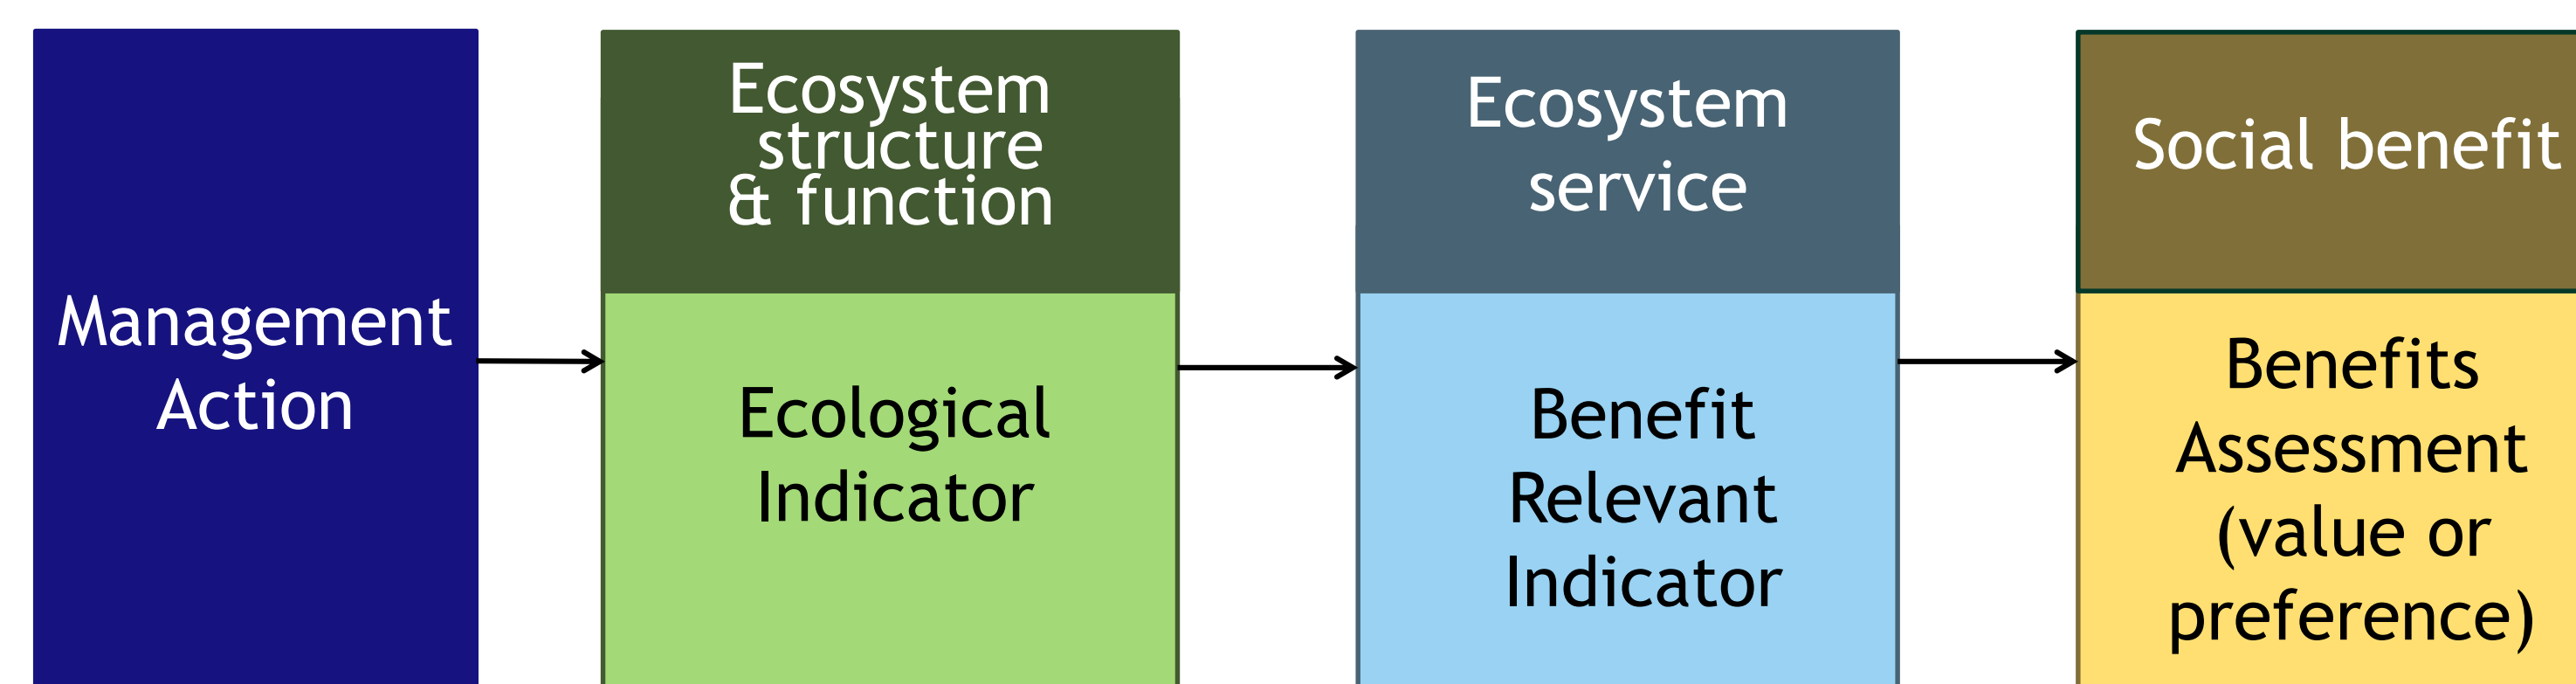 Management
Action
Ecosystem
structure
& function
Ecological
Indicator
Ecosystem
service
Benefit
Relevant
Indicator
Social benefit
Benefits
Assessment
(value or
preference)